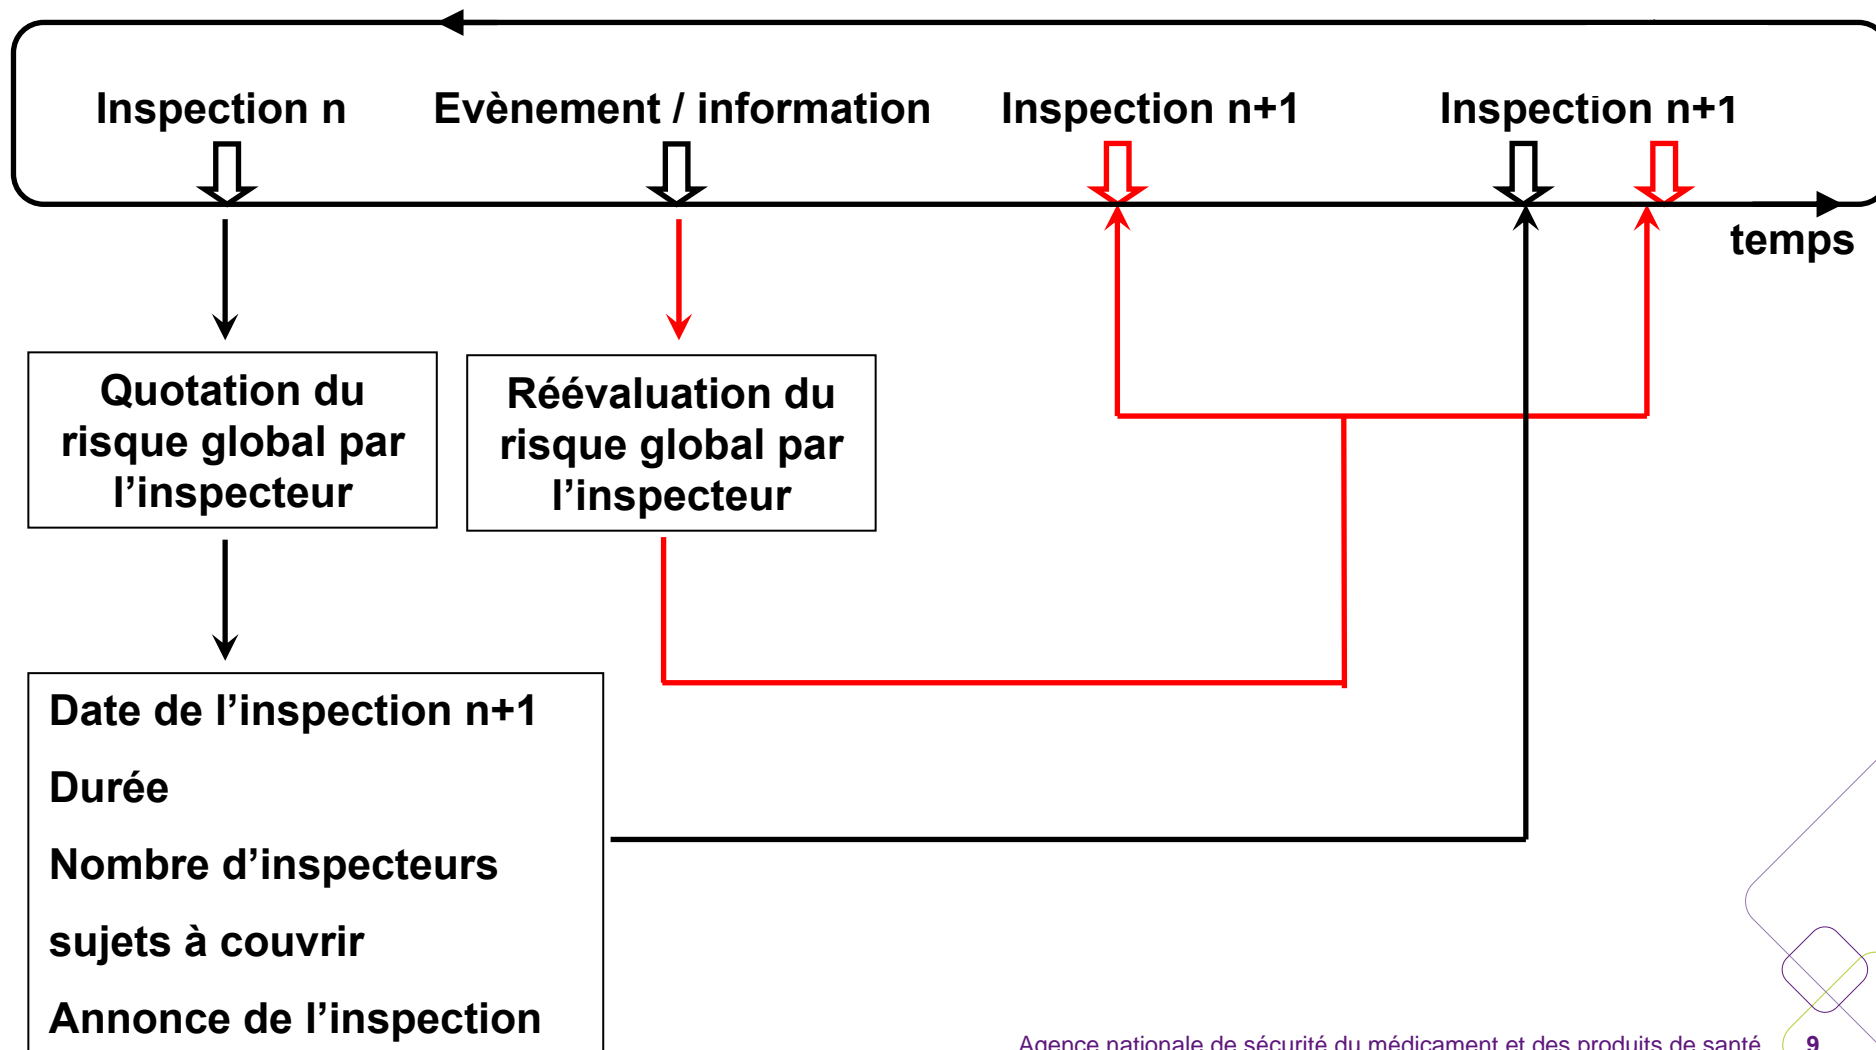 Inspection n
Evènement / information
Inspection n+1
Inspection n+1
temps
Quotation du
risque global par
l’inspecteur
Réévaluation du
risque global par
l’inspecteur
Date de l’inspection n+1
Durée
Nombre d’inspecteurs
sujets à couvrir
Annonce de l’inspection
Agence nationale de sécurité du médicament et des produits de santé
9